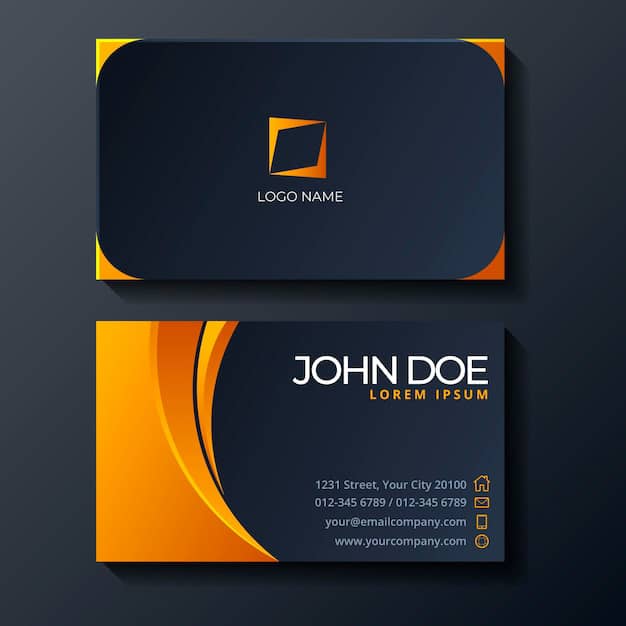 LOGO NAME
JOHN DOE
LOREM IPSUM
1231 Street, Your City 20100
012-345 6789 / 012-345 6789
your@emailcompany.com
www.yourcompany.com